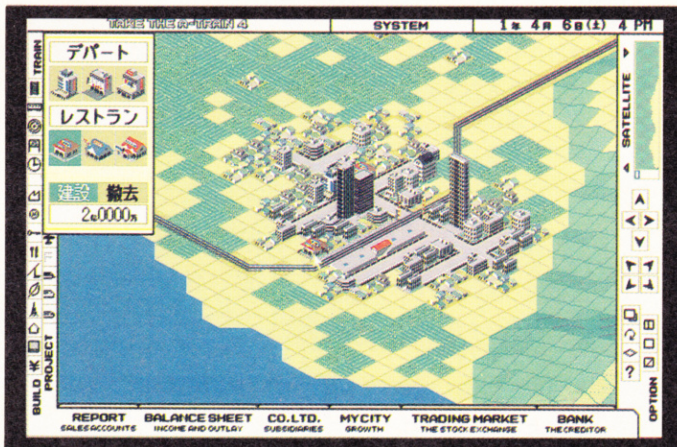 TAKE THE A-TRAIN 4
SYSTEM
1年 4月 6日(土) 4 PM
TRAIN
デパート
レストラン
建設 撤去
2億0000万
BUILD
PROJECT
SATELLITE
?
OPTION
REPORT
SALES ACCOUNTS
BALANCE SHEET
INCOME AND OUTLAY
CO.LTD.
SUBSIDIARIES
MY CITY
GROWTH
TRADING MARKET
THE STOCK EXCHANGE
BANK
THE CREDITOR